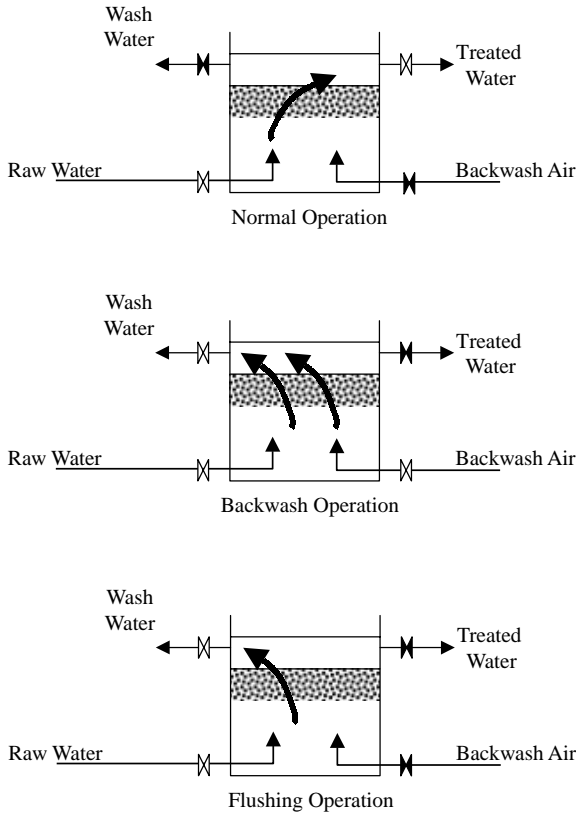 Wash
Water
Treated
Water
Raw Water
Backwash Air
Normal Operation
Wash
Water
Treated
Water
Raw Water
Backwash Air
Backwash Operation
Wash
Water
Treated
Water
Raw Water
Backwash Air
Flushing Operation